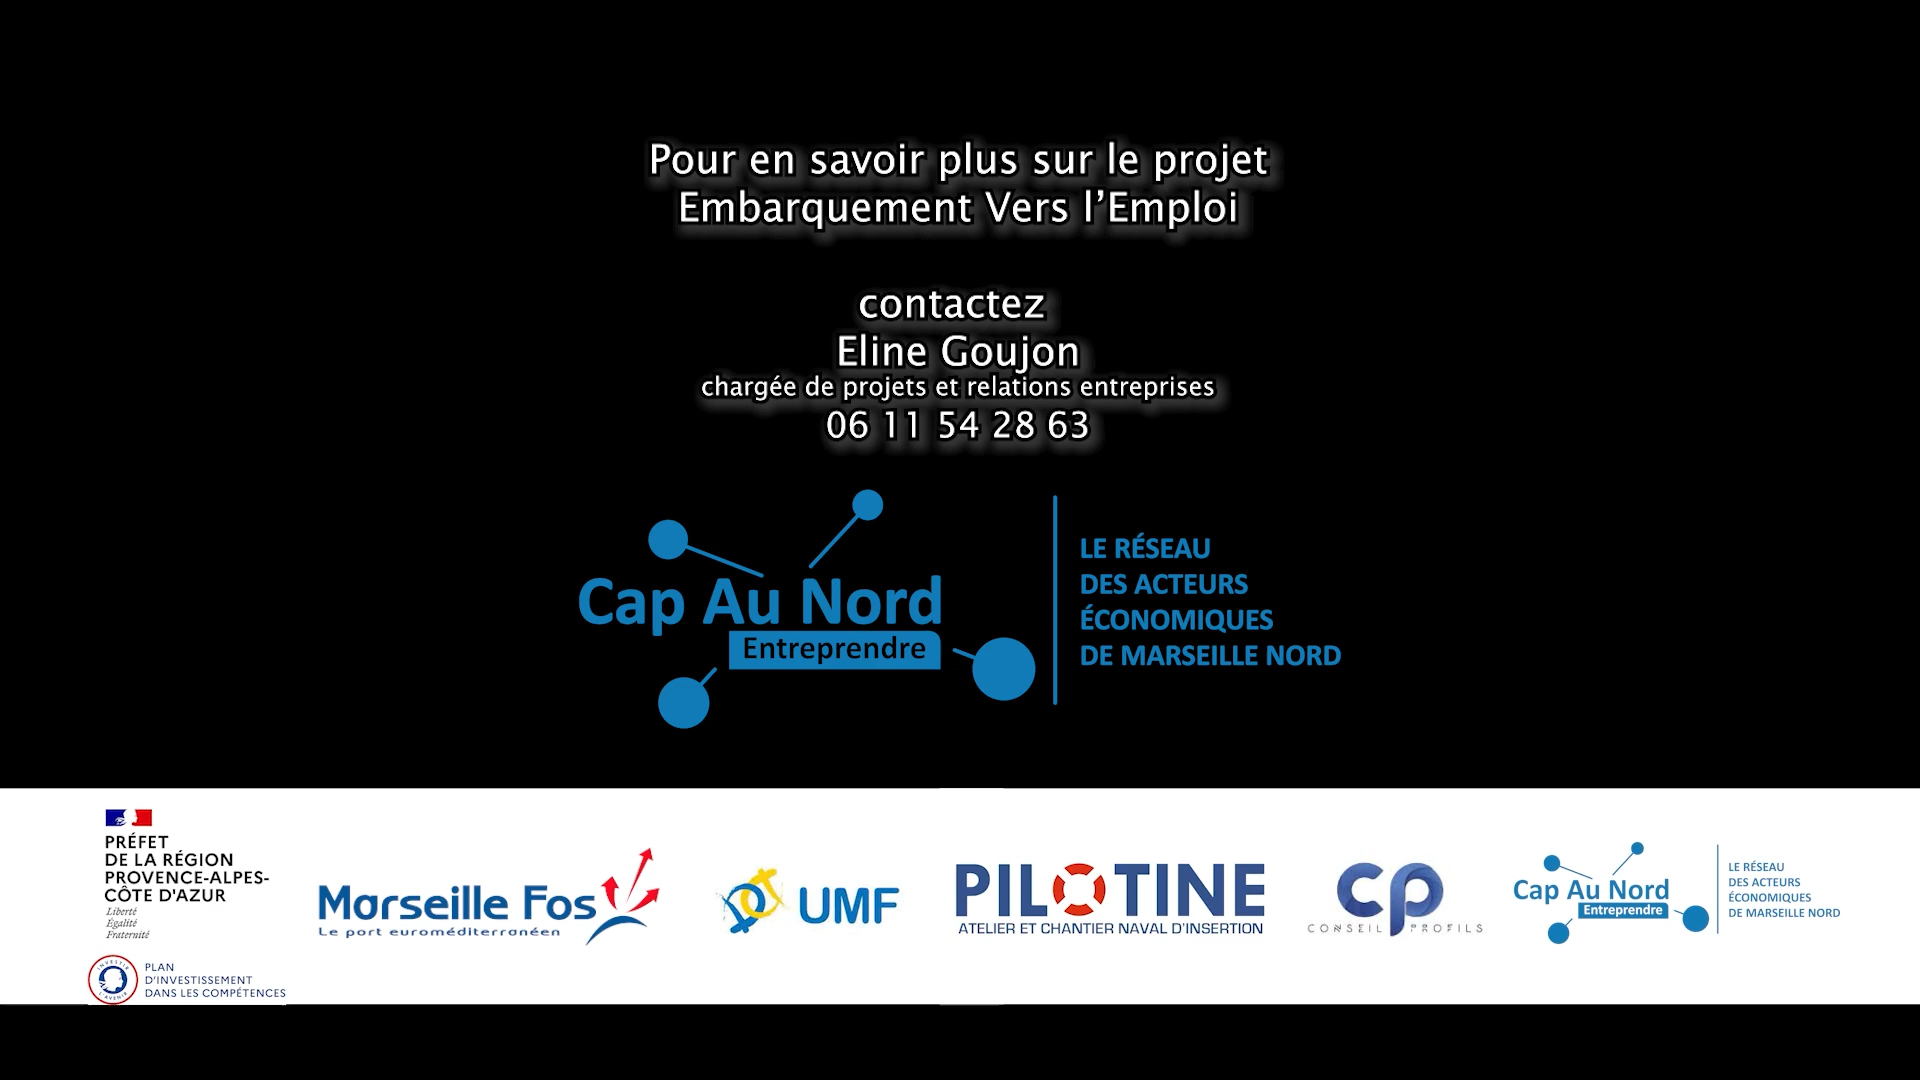 Pour en savoir plus sur le projet
Embarquement Vers l’Emploi
contactez
Eline Goujon
chargée de projets et relations entreprises
06 11 54 28 63
Cap Au Nord
Entreprendre
LE RÉSEAU
DES ACTEURS
ÉCONOMIQUES
DE MARSEILLE NORD
PRÉFET
DE LA RÉGION
PROVENCE-ALPES-
CÔTE D'AZUR
Liberté
Égalité
Fraternité
INVESTIR
L'AVENIR
PLAN
D'INVESTISSEMENT
DANS LES COMPÉTENCES
Marseille Fos
Le port euroméditerranéen
UMF
PILOTINE
ATELIER ET CHANTIER NAVAL D'INSERTION
cp
CONSEIL PROFILS
Cap Au Nord
Entreprendre
LE RÉSEAU
DES ACTEURS
ÉCONOMIQUES
DE MARSEILLE NORD